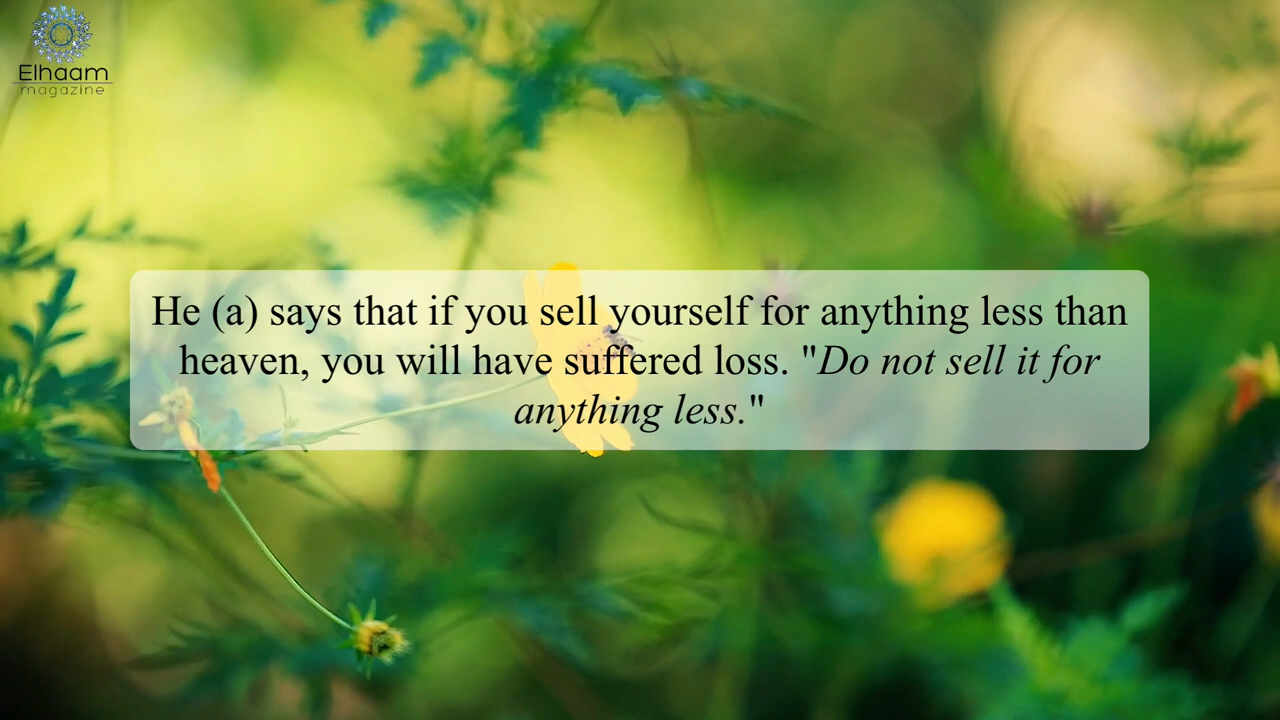 Elhaam
magazine
He (a) says that if you sell yourself for anything less than
heaven, you will have suffered loss. "Do not sell it for
anything less."